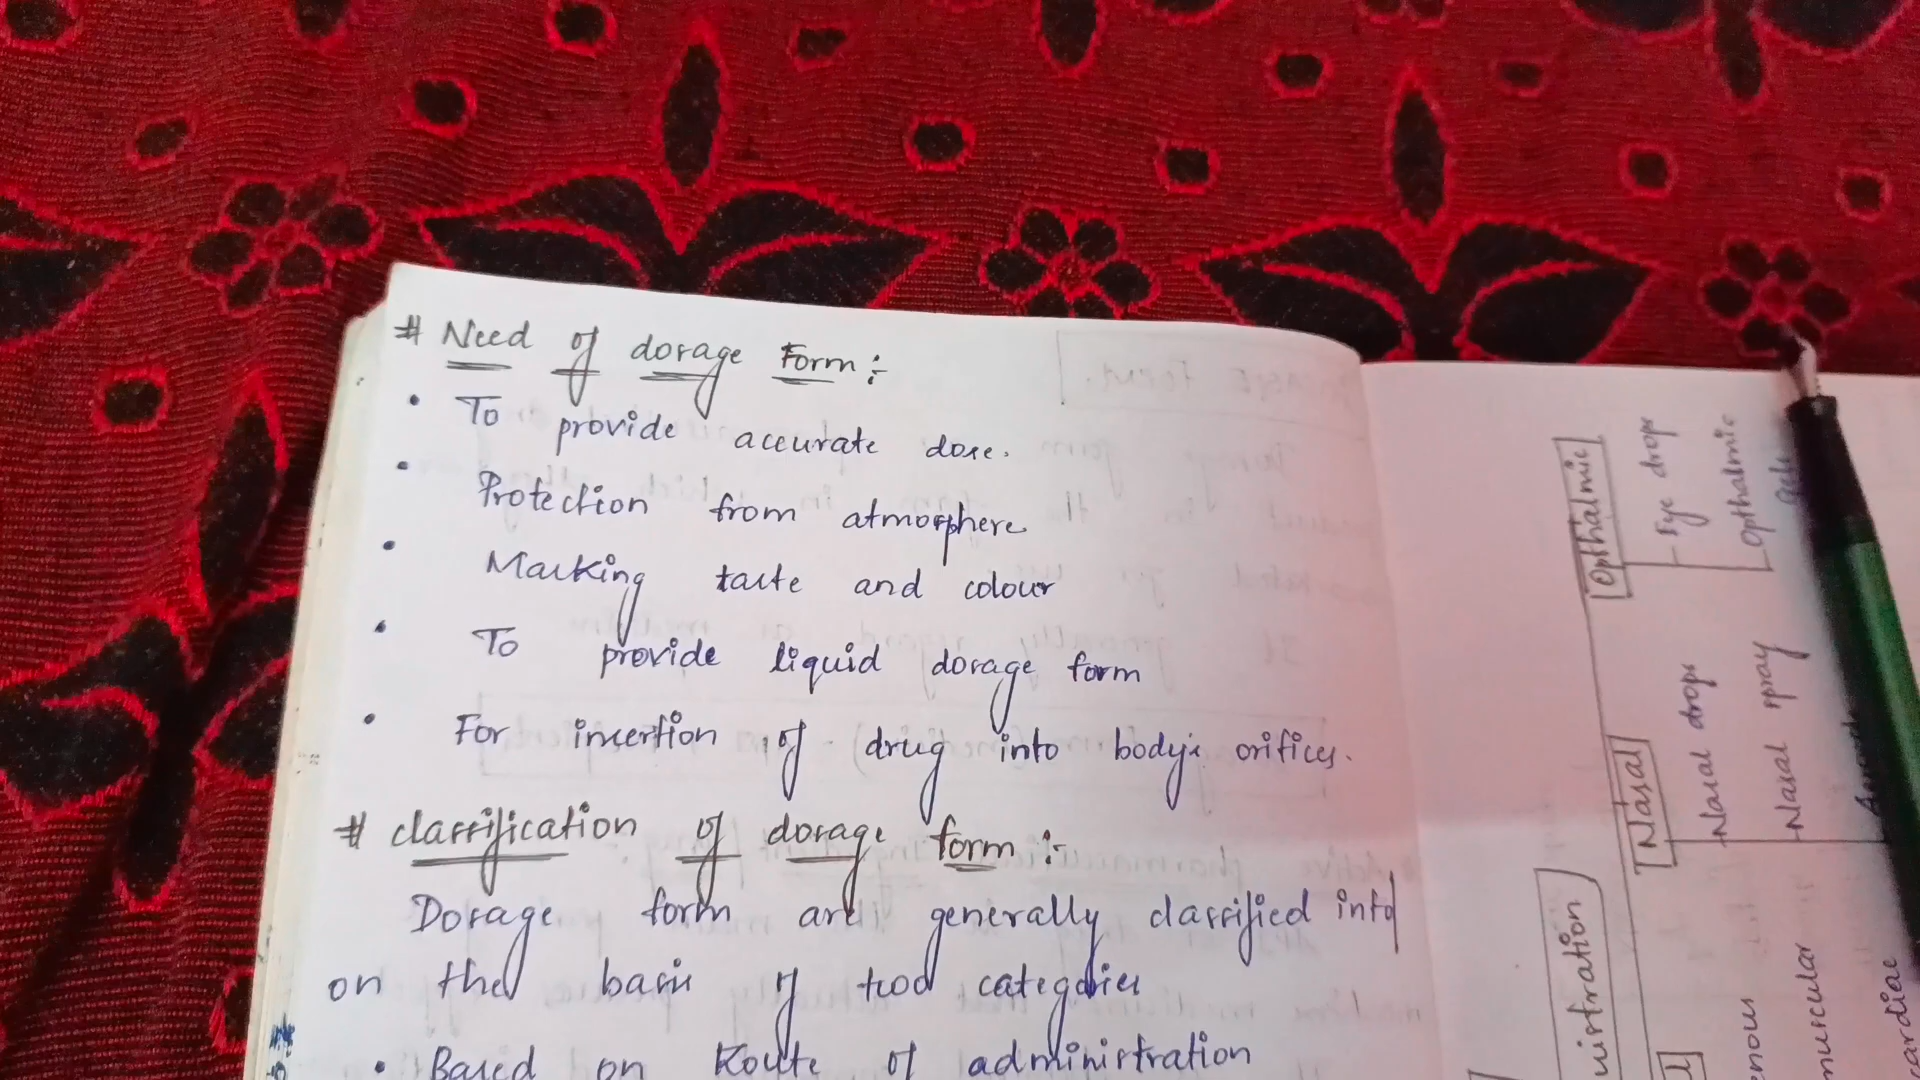 # Need of dosage Form :-
• To provide accurate dose.
• Protection from atmosphere
• Masking taste and colour
• To provide liquid dosage form
• For insertion of drug into body's orifices.
# classification of dosage form :-
Dosage form are generally classified into
on the basis of two categories
• Based on Route of administration
Opthalmic
Eye drops
Opthalmic
gels
Nasal
Nasal drops
Nasal spray